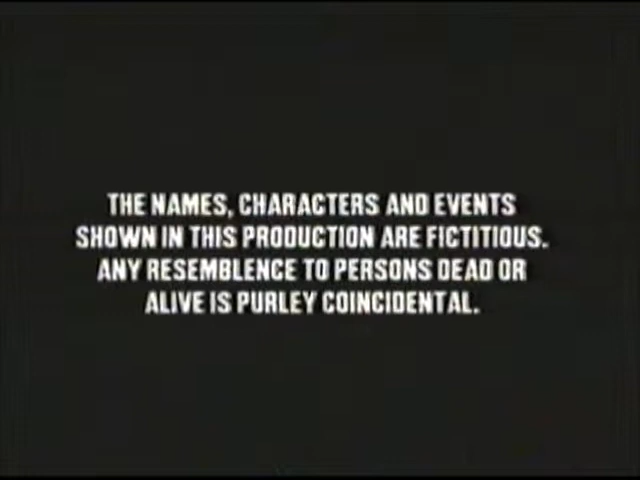 THE NAMES, CHARACTERS AND EVENTS
SHOWN IN THIS PRODUCTION ARE FICTITIOUS.
ANY RESEMBLENCE TO PERSONS DEAD OR
ALIVE IS PURLEY COINCIDENTAL.